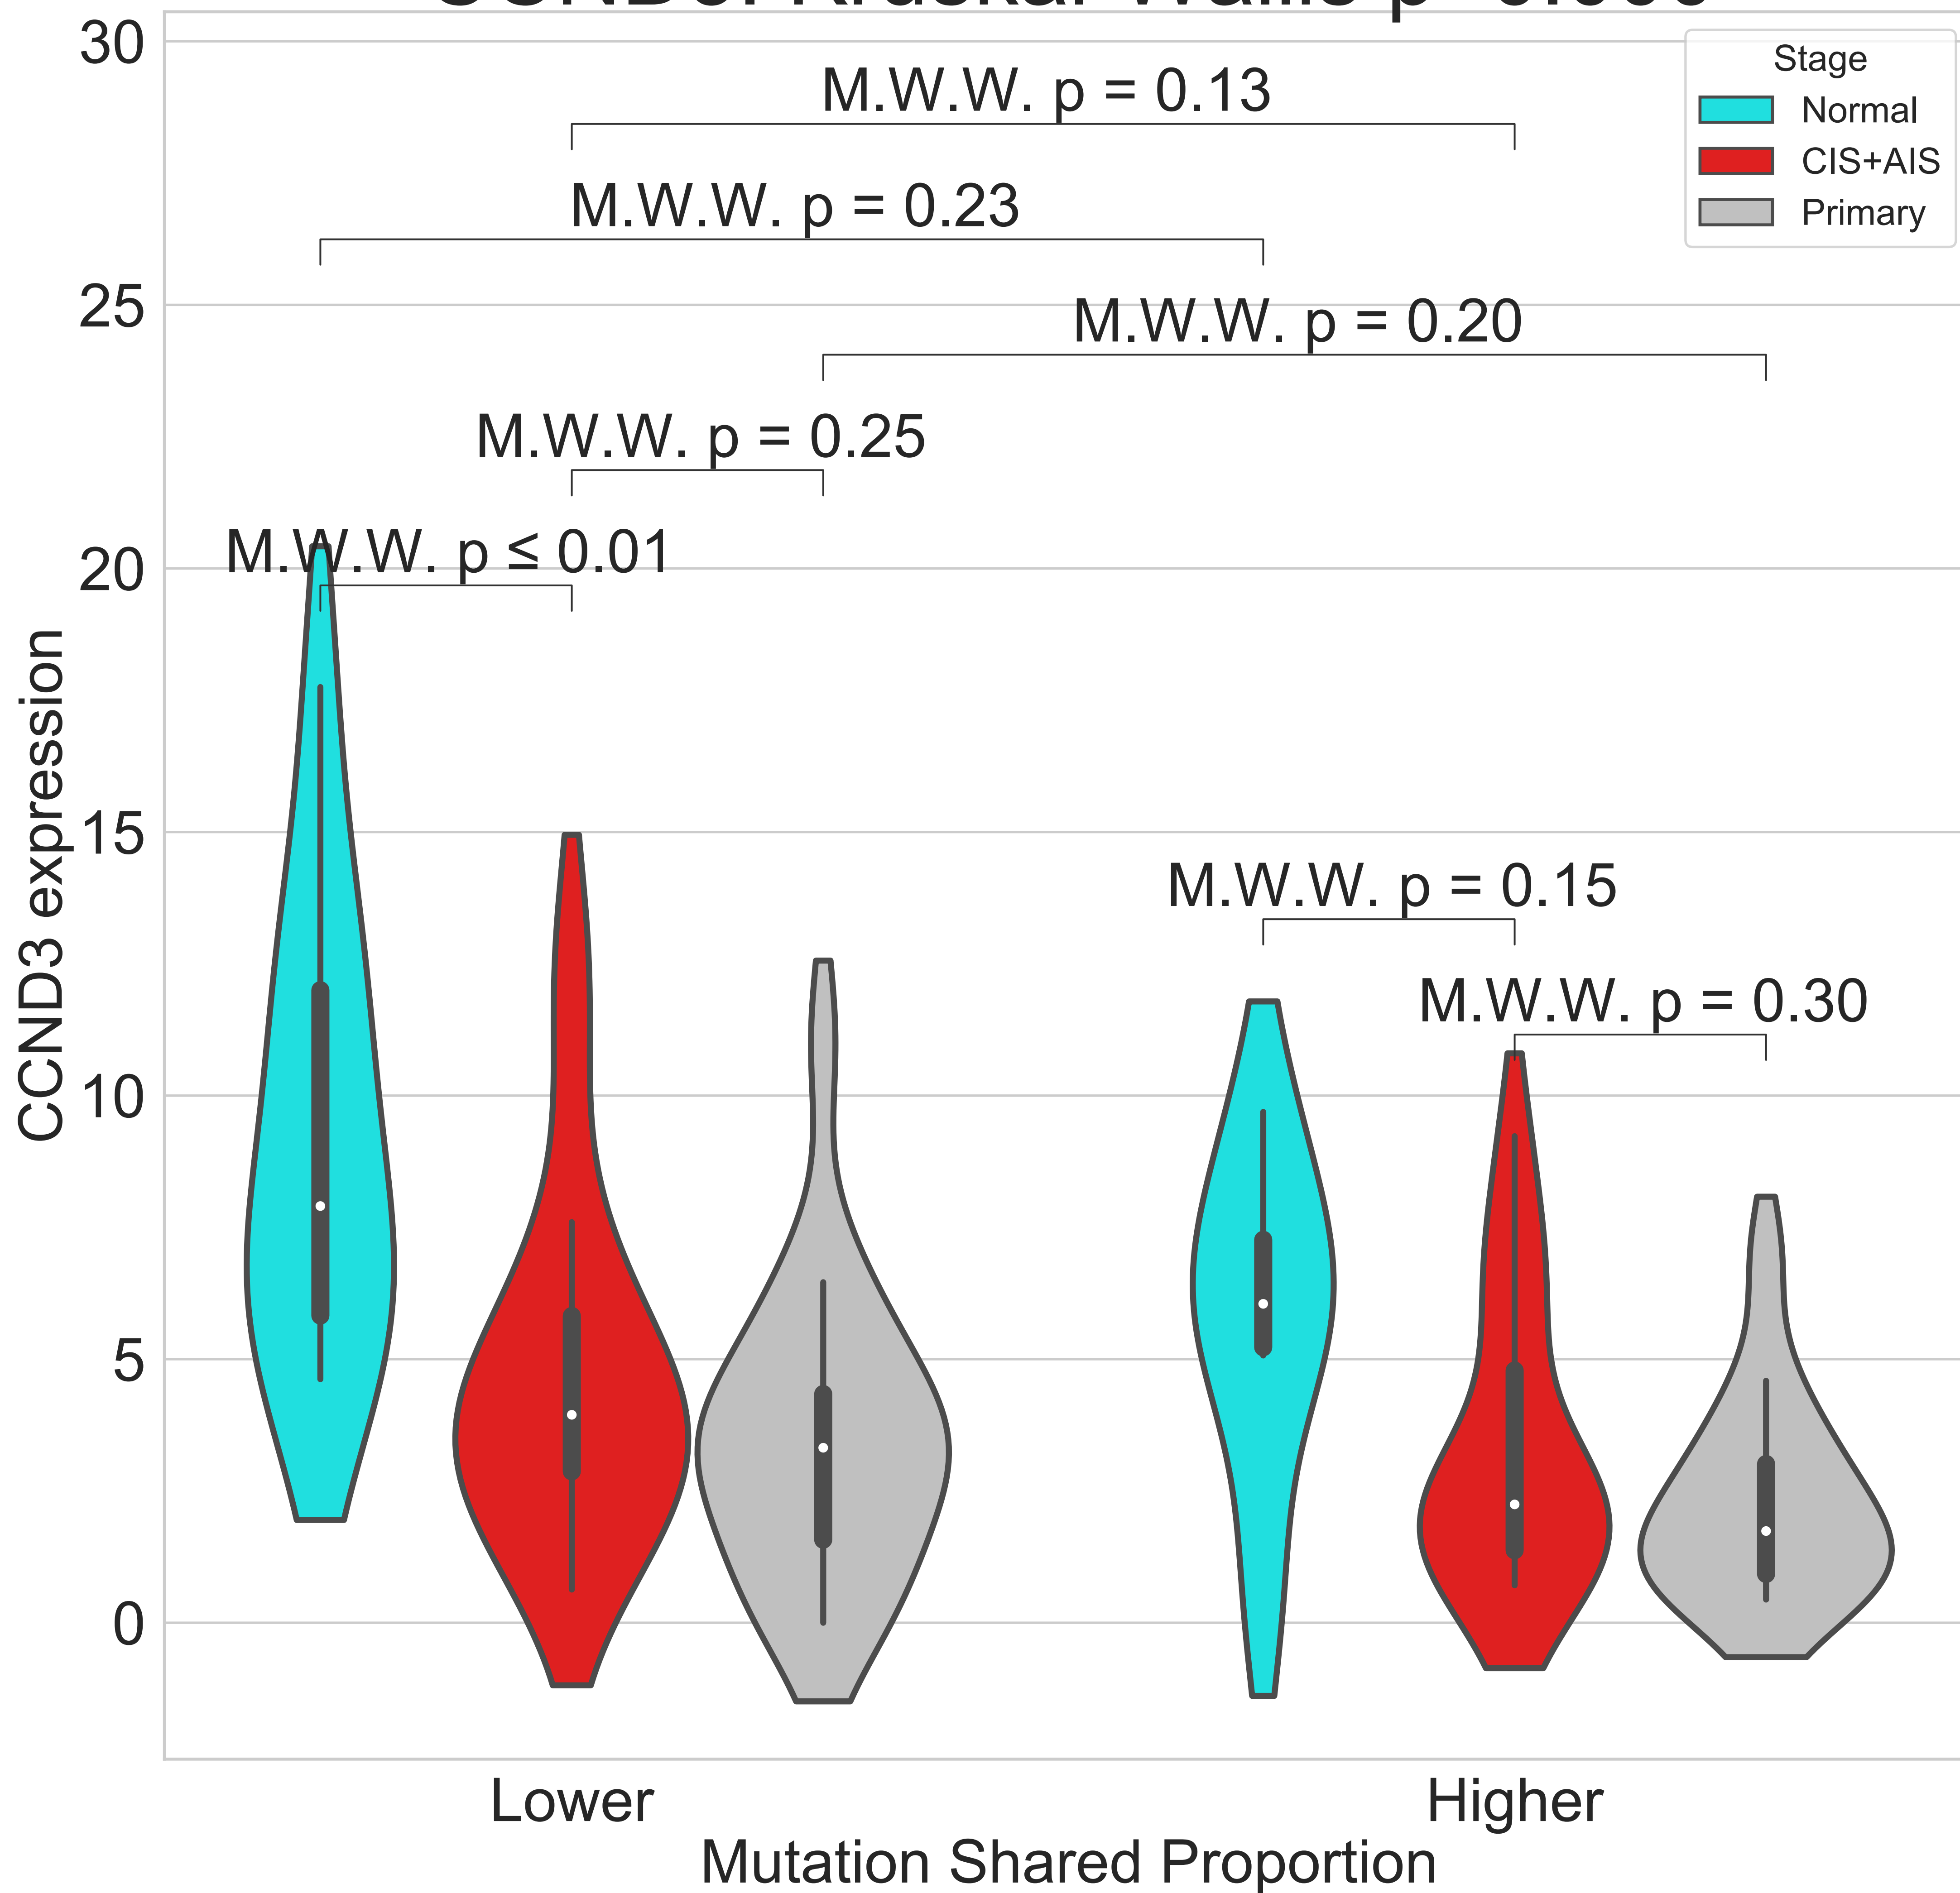 30
M.W.W. p = 0.13
Stage
Normal
CIS+AIS
Primary
M.W.W. p = 0.23
25
M.W.W. p = 0.20
M.W.W. p = 0.25
M.W.W. p ≤ 0.01
20
CCND3 expression
15
M.W.W. p = 0.15
M.W.W. p = 0.30
10
5
0
Lower
Higher
Mutation Shared Proportion